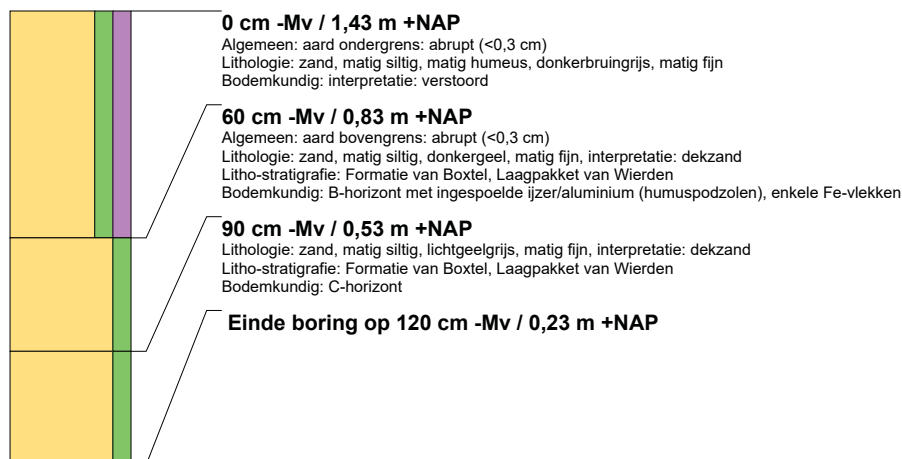 0 cm -Mv / 1,43 m +NAP
Algemeen: aard ondergrens: abrupt (<0,3 cm)
Lithologie: zand, matig siltig, matig humeus, donkerbruingrijs, matig fijn
Bodemkundig: interpretatie: verstoord
60 cm -Mv / 0,83 m +NAP
Algemeen: aard bovengrens: abrupt (<0,3 cm)
Lithologie: zand, matig siltig, donkergeel, matig fijn, interpretatie: dekzand
Litho-stratigrafie: Formatie van Boxtel, Laagpakket van Wierden
Bodemkundig: B-horizont met ingespoelde ijzer/aluminium (humuspodzolen), enkele Fe-vlekken
90 cm -Mv / 0,53 m +NAP
Lithologie: zand, matig siltig, lichtgeelgrijs, matig fijn, interpretatie: dekzand
Litho-stratigrafie: Formatie van Boxtel, Laagpakket van Wierden
Bodemkundig: C-horizont
Einde boring op 120 cm -Mv / 0,23 m +NAP